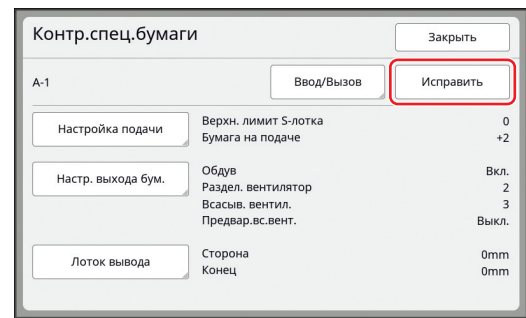 Контр.спец.бумаги
Закрыть
A-1
Ввод/Вызов
Исправить
Настройка подачи
Верхн. лимит S-лотка 0
Бумага на подаче +2
Настр. выхода бум.
Обдув Вкл.
Раздел. вентилятор 2
Всасыв. вентил. 3
Предвар.вс.вент. Выкл.
Лоток вывода
Сторона 0mm
Конец 0mm